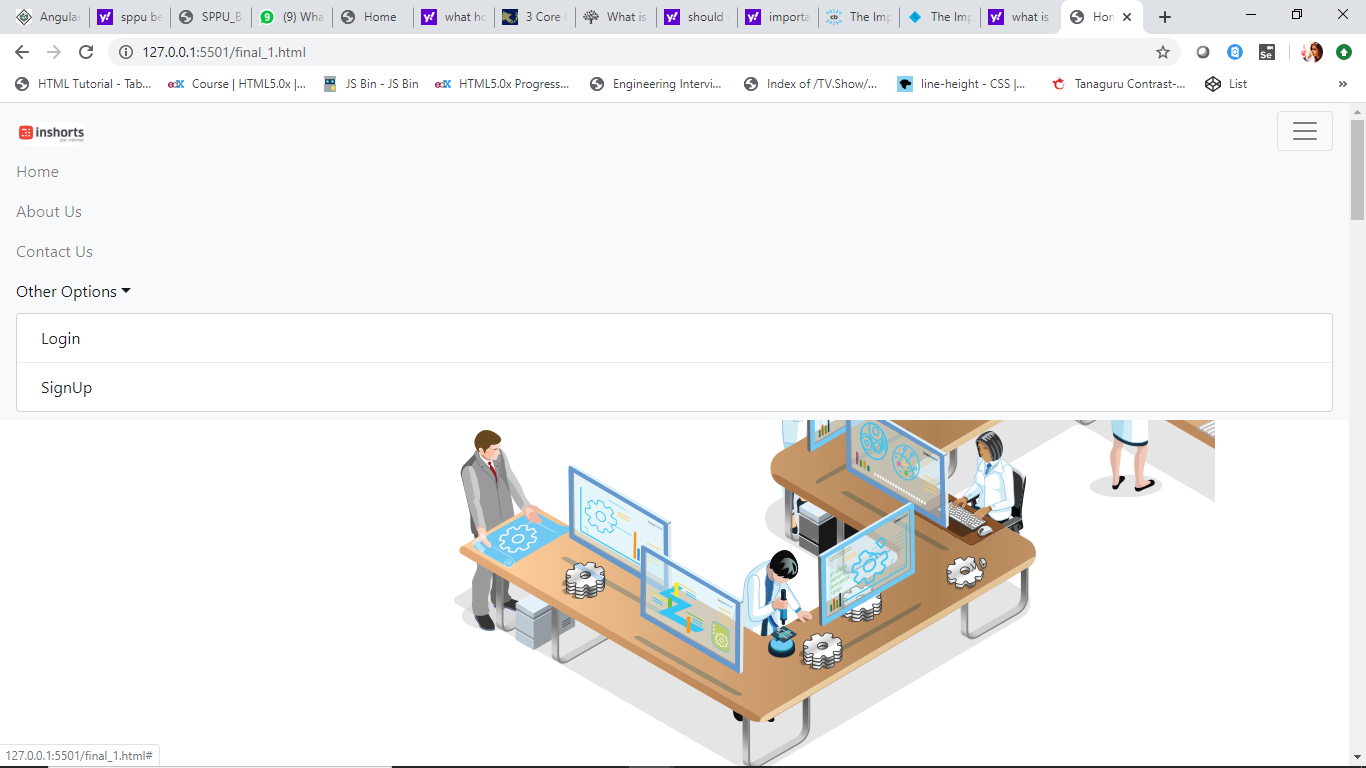 Angular
sppu be
SPPU_B
(9) Wha
Home
what ho
3 Core
What is
should
importa
The Imp
The Imp
what is
Hom
127.0.0.1:5501/final_1.html
HTML Tutorial - Tab...
Course | HTML5.0x |...
JS Bin - JS Bin
HTML5.0x Progress...
Engineering Intervi...
Index of /TV.Show/...
line-height - CSS |...
Tanaguru Contrast-...
List
»
inshorts
Home
About Us
Contact Us
Other Options
Login
SignUp
127.0.0.1:5501/final_1.html#